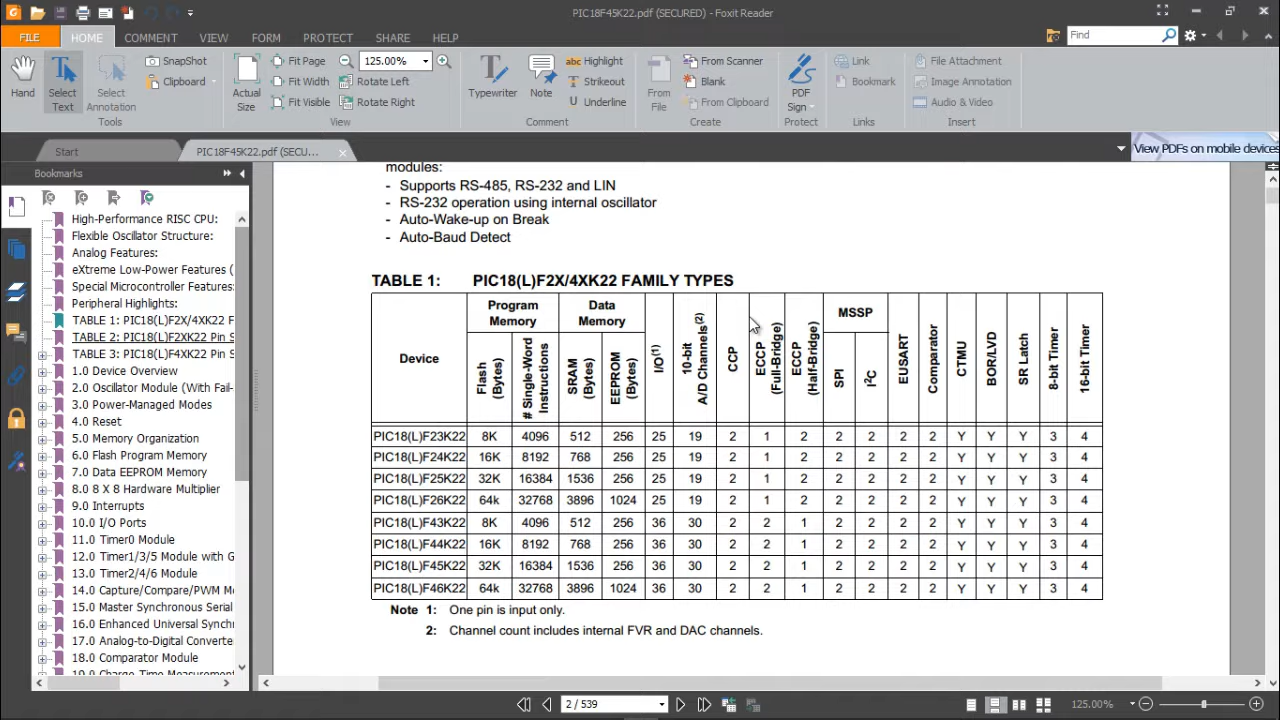 PIC18F45K22.pdf (SECURED) - Foxit Reader
FILE HOME COMMENT VIEW FORM PROTECT SHARE HELP
Find
Hand
Select Text
Select Annotation
SnapShot
Clipboard
Tools
Actual Size
Fit Page
Fit Width
Fit Visible
125.00%
Rotate Left
Rotate Right
View
Typewriter
Note
Highlight
Strikeout
Underline
Comment
From File
From Scanner
Blank
From Clipboard
Create
PDF Sign
Protect
Link
Bookmark
Links
File Attachment
Image Annotation
Audio & Video
Insert
Start
PIC18F45K22.pdf (SECU...
View PDFs on mobile devices
Bookmarks
High-Performance RISC CPU:
Flexible Oscillator Structure:
Analog Features:
eXtreme Low-Power Features (
Special Microcontroller Features:
Peripheral Highlights:
TABLE 1: PIC18(L)F2X/4XK22 F
TABLE 2: PIC18(L)F2XK22 Pin S
TABLE 3: PIC18(L)F4XK22 Pin S
1.0 Device Overview
2.0 Oscillator Module (With Fail-
3.0 Power-Managed Modes
4.0 Reset
5.0 Memory Organization
6.0 Flash Program Memory
7.0 Data EEPROM Memory
8.0 8 X 8 Hardware Multiplier
9.0 Interrupts
10.0 I/O Ports
11.0 Timer0 Module
12.0 Timer1/3/5 Module with G
13.0 Timer2/4/6 Module
14.0 Capture/Compare/PWM M
15.0 Master Synchronous Serial
16.0 Enhanced Universal Synchr
17.0 Analog-to-Digital Converte
18.0 Comparator Module
19.0 Charge-Time Measurement
modules:
- Supports RS-485, RS-232 and LIN
- RS-232 operation using internal oscillator
- Auto-Wake-up on Break
- Auto-Baud Detect
TABLE 1: PIC18(L)F2X/4XK22 FAMILY TYPES
Device
Program Memory
Flash (Bytes)
# Single-Word Instructions
Data Memory
SRAM (Bytes)
EEPROM (Bytes)
I/O(1)
10-bit A/D Channels(2)
CCP
ECCP (Full-Bridge)
ECCP (Half-Bridge)
MSSP
SPI
I2C
EUSART
Comparator
CTMU
BOR/LVD
SR Latch
8-bit Timer
16-bit Timer
PIC18(L)F23K22 8K 4096 512 256 25 19 2 1 2 2 2 2 2 Y Y Y 3 4
PIC18(L)F24K22 16K 8192 768 256 25 19 2 1 2 2 2 2 2 Y Y Y 3 4
PIC18(L)F25K22 32K 16384 1536 256 25 19 2 1 2 2 2 2 2 Y Y Y 3 4
PIC18(L)F26K22 64k 32768 3896 1024 25 19 2 1 2 2 2 2 2 Y Y Y 3 4
PIC18(L)F43K22 8K 4096 512 256 36 30 2 2 1 2 2 2 2 Y Y Y 3 4
PIC18(L)F44K22 16K 8192 768 256 36 30 2 2 1 2 2 2 2 Y Y Y 3 4
PIC18(L)F45K22 32K 16384 1536 256 36 30 2 2 1 2 2 2 2 Y Y Y 3 4
PIC18(L)F46K22 64k 32768 3896 1024 36 30 2 2 1 2 2 2 2 Y Y Y 3 4
Note 1: One pin is input only.
2: Channel count includes internal FVR and DAC channels.
2 / 539
125.00%